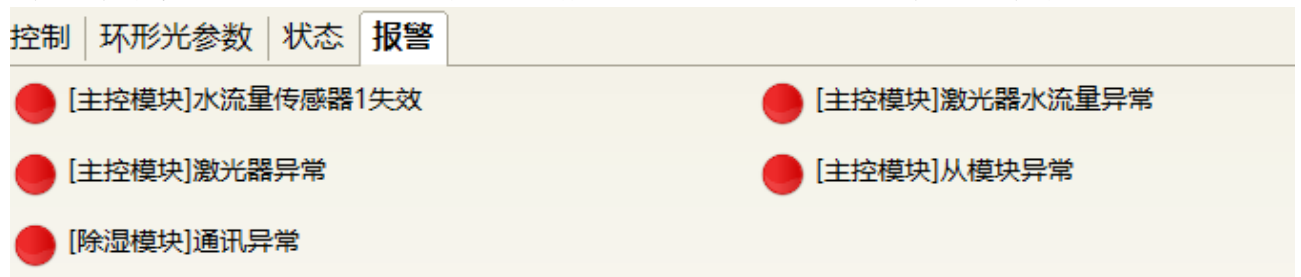 控制 环形光参数 状态 报警
[主控模块]水流量传感器1失效 [主控模块]激光器水流量异常
[主控模块]激光器异常 [主控模块]从模块异常
[除湿模块]通讯异常